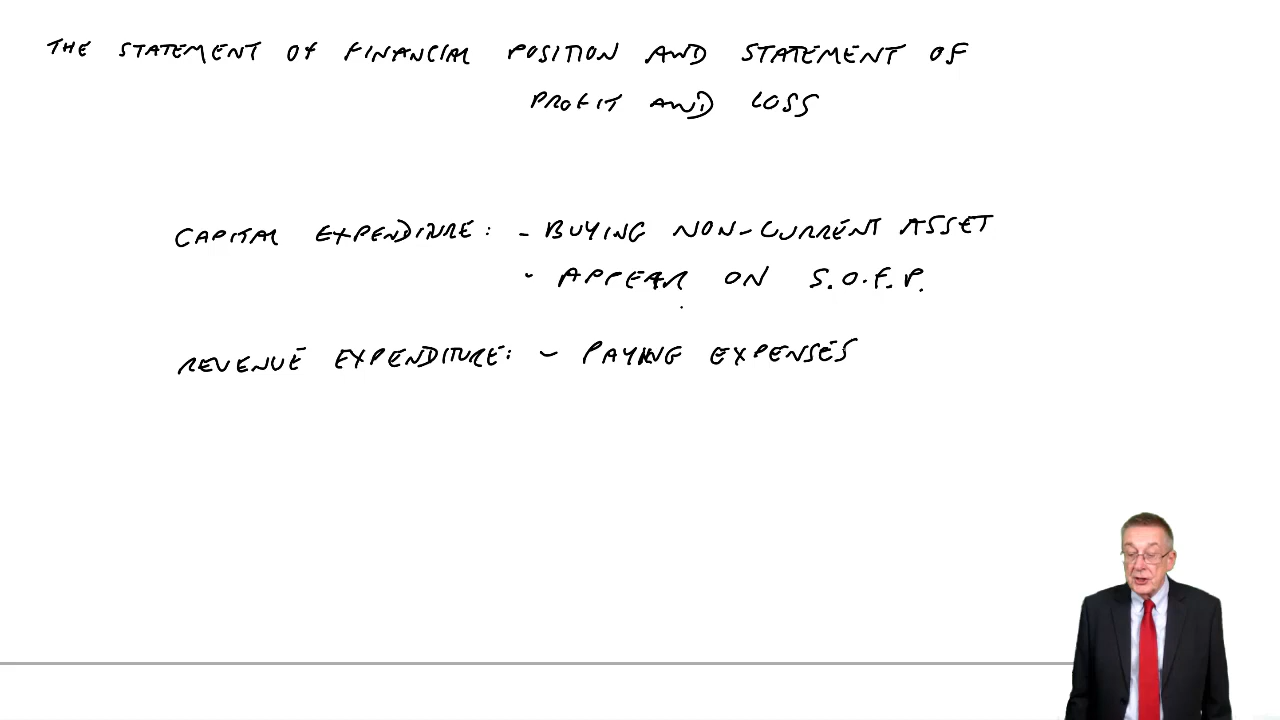 THE STATEMENT OF FINANCIAL POSITION AND STATEMENT OF
PROFIT AND LOSS
CAPITAL EXPENDITURE: - BUYING NON-CURRENT ASSET
- APPEAR ON S.O.F.P.
REVENUE EXPENDITURE: - PAYING EXPENSES